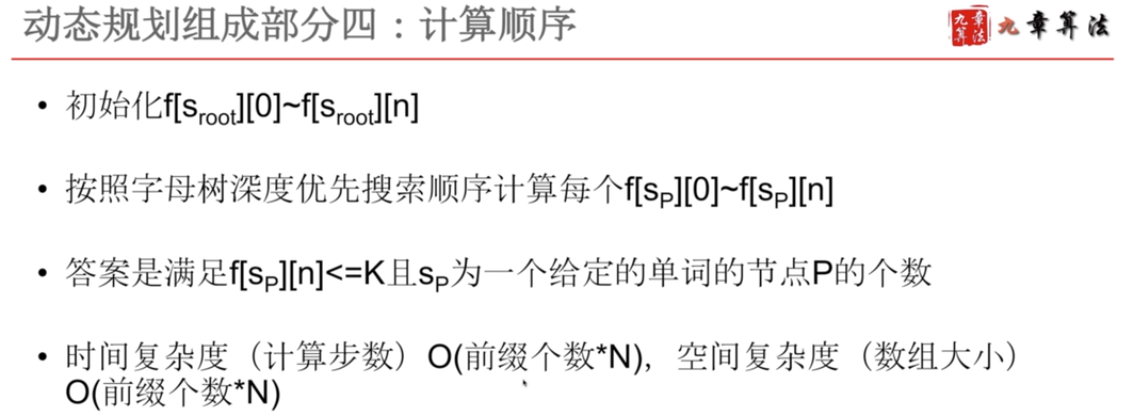 动态规划组成部分四：计算顺序
九章算法 九章算法
• 初始化f[sroot][0]~f[sroot][n]
• 按照字母树深度优先搜索顺序计算每个f[sP][0]~f[sP][n]
• 答案是满足f[sP][n]<=K且sP为一个给定的单词的节点P的个数
• 时间复杂度（计算步数）O(前缀个数*N)，空间复杂度（数组大小）
O(前缀个数*N)